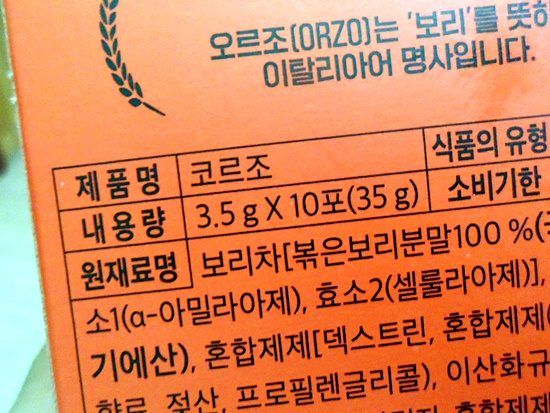 오르조(ORZO)는 '보리'를 뜻하
이탈리아어 명사입니다.
제품명 코르조 식품의 유형
내용량 3.5 g X 10포(35 g) 소비기한
원재료명 보리차[볶은보리분말100 %(
소1(α-아밀라아제), 효소2(셀룰라아제)],
기에산), 혼합제제[덱스트린, 혼합제제(
향료, 젖산, 프로필렌글리콜), 이산화규
혼합제제